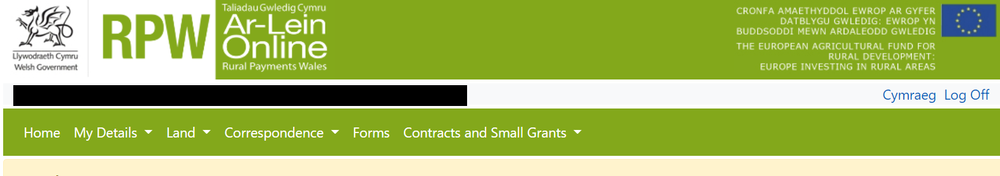 Llywodraeth Cymru
Welsh Government
RPW
Taliadau Gwledig Cymru
Ar-Lein
Online
Rural Payments Wales
CRONFA AMAETHYDDOL EWROP AR GYFER
DATBLYGU GWLEDIG: EWROP YN
BUDDSODDI MEWN ARDALEODD GWLEDIG
THE EUROPEAN AGRICULTURAL FUND FOR
RURAL DEVELOPMENT:
EUROPE INVESTING IN RURAL AREAS
Cymraeg Log Off
Home My Details Land Correspondence Forms Contracts and Small Grants